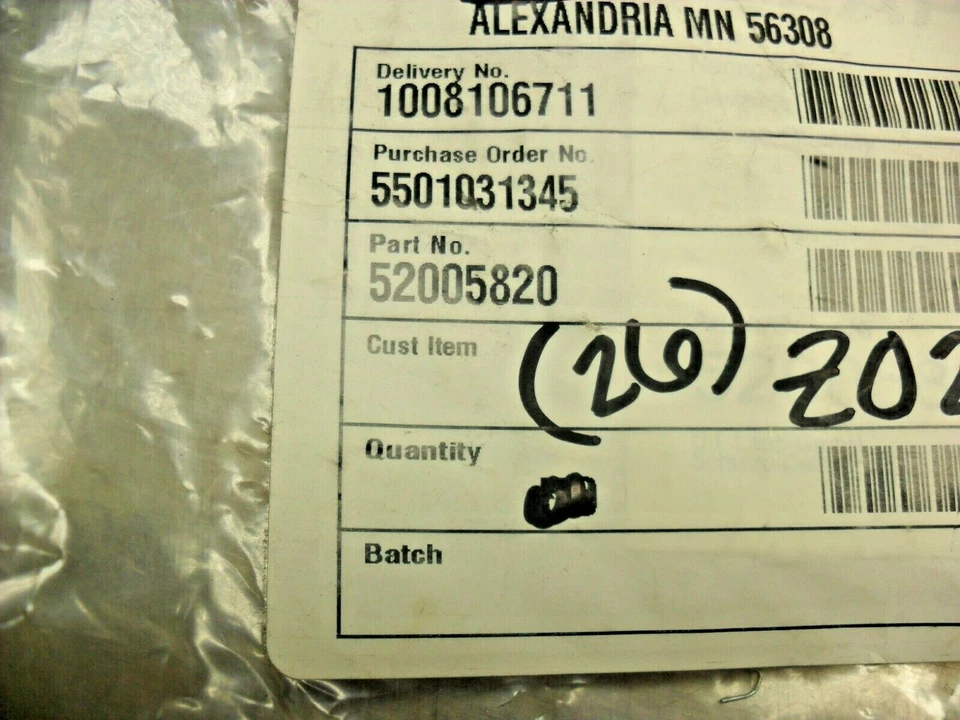 ALEXANDRIA MN 56308
Delivery No.
1008106711
Purchase Order No.
5501031345
Part No.
52005820
Cust Item
(26)
Quantity
Batch